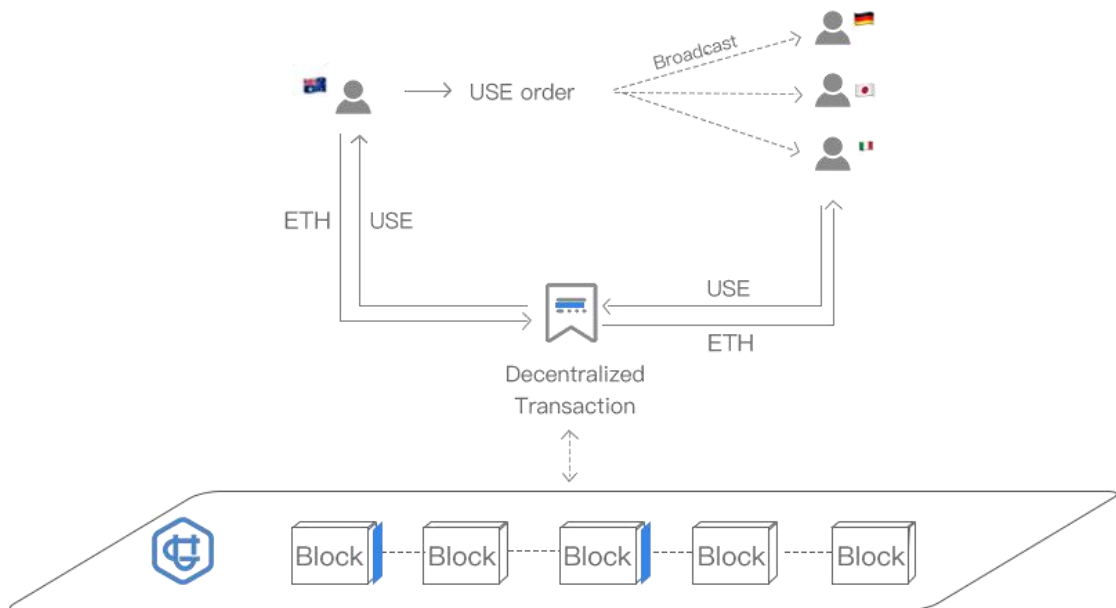 Broadcast
USE order
ETH
USE
USE
ETH
Decentralized
Transaction
Block
Block
Block
Block
Block